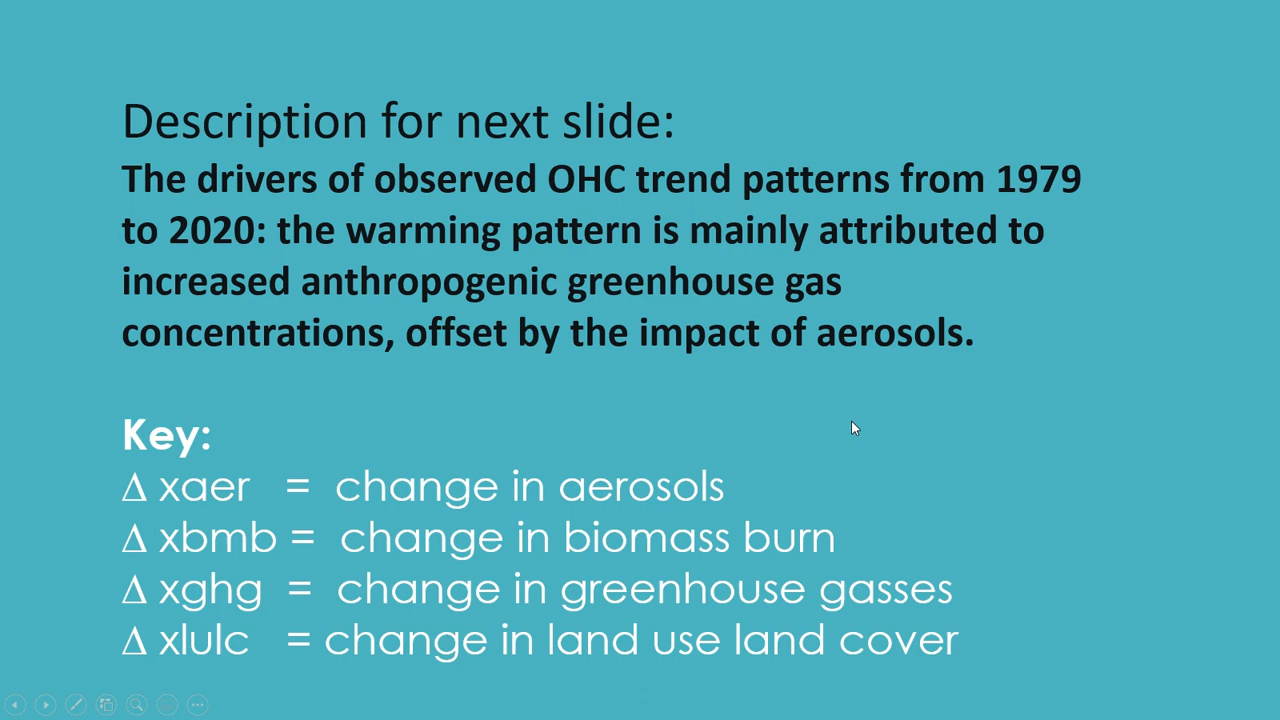 Description for next slide:
The drivers of observed OHC trend patterns from 1979
to 2020: the warming pattern is mainly attributed to
increased anthropogenic greenhouse gas
concentrations, offset by the impact of aerosols.
Key:
Δ xaer = change in aerosols
Δ xbmb = change in biomass burn
Δ xghg = change in greenhouse gasses
Δ xlulc = change in land use land cover